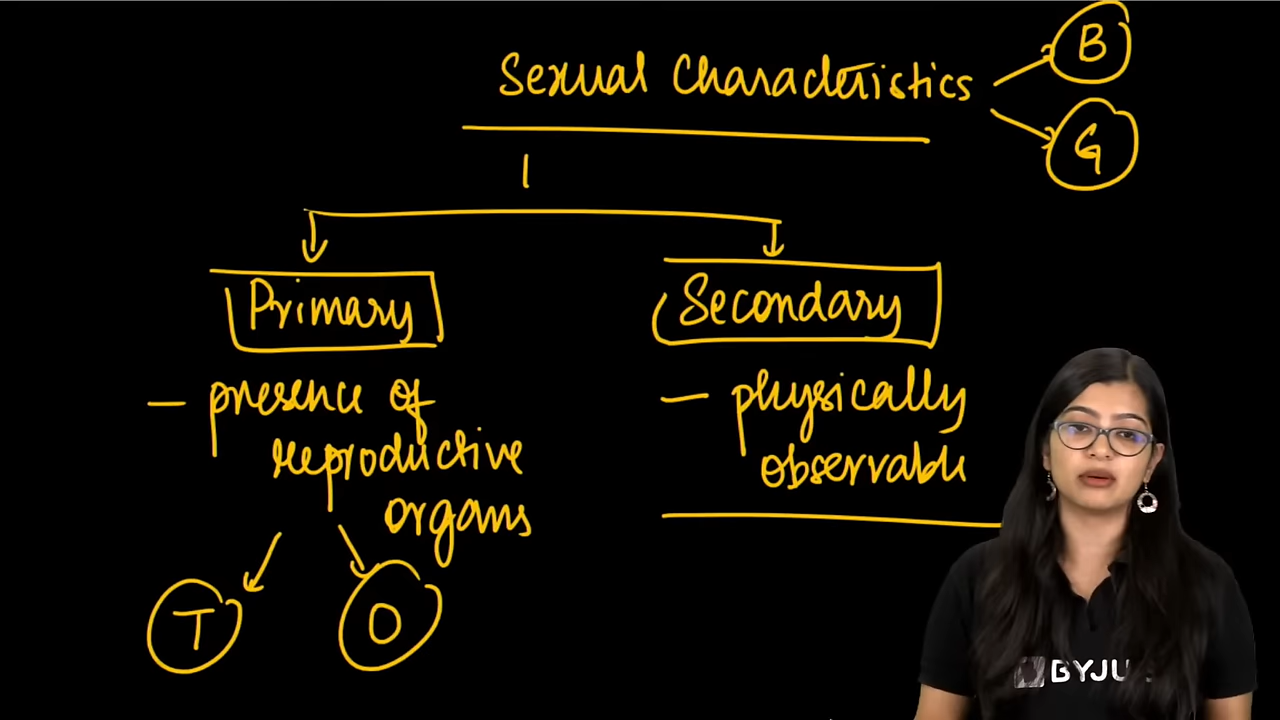 Sexual Characteristics
B
G
Primary
Secondary
– presence of
reproductive
organs
T
O
– physically
observable
BYJU